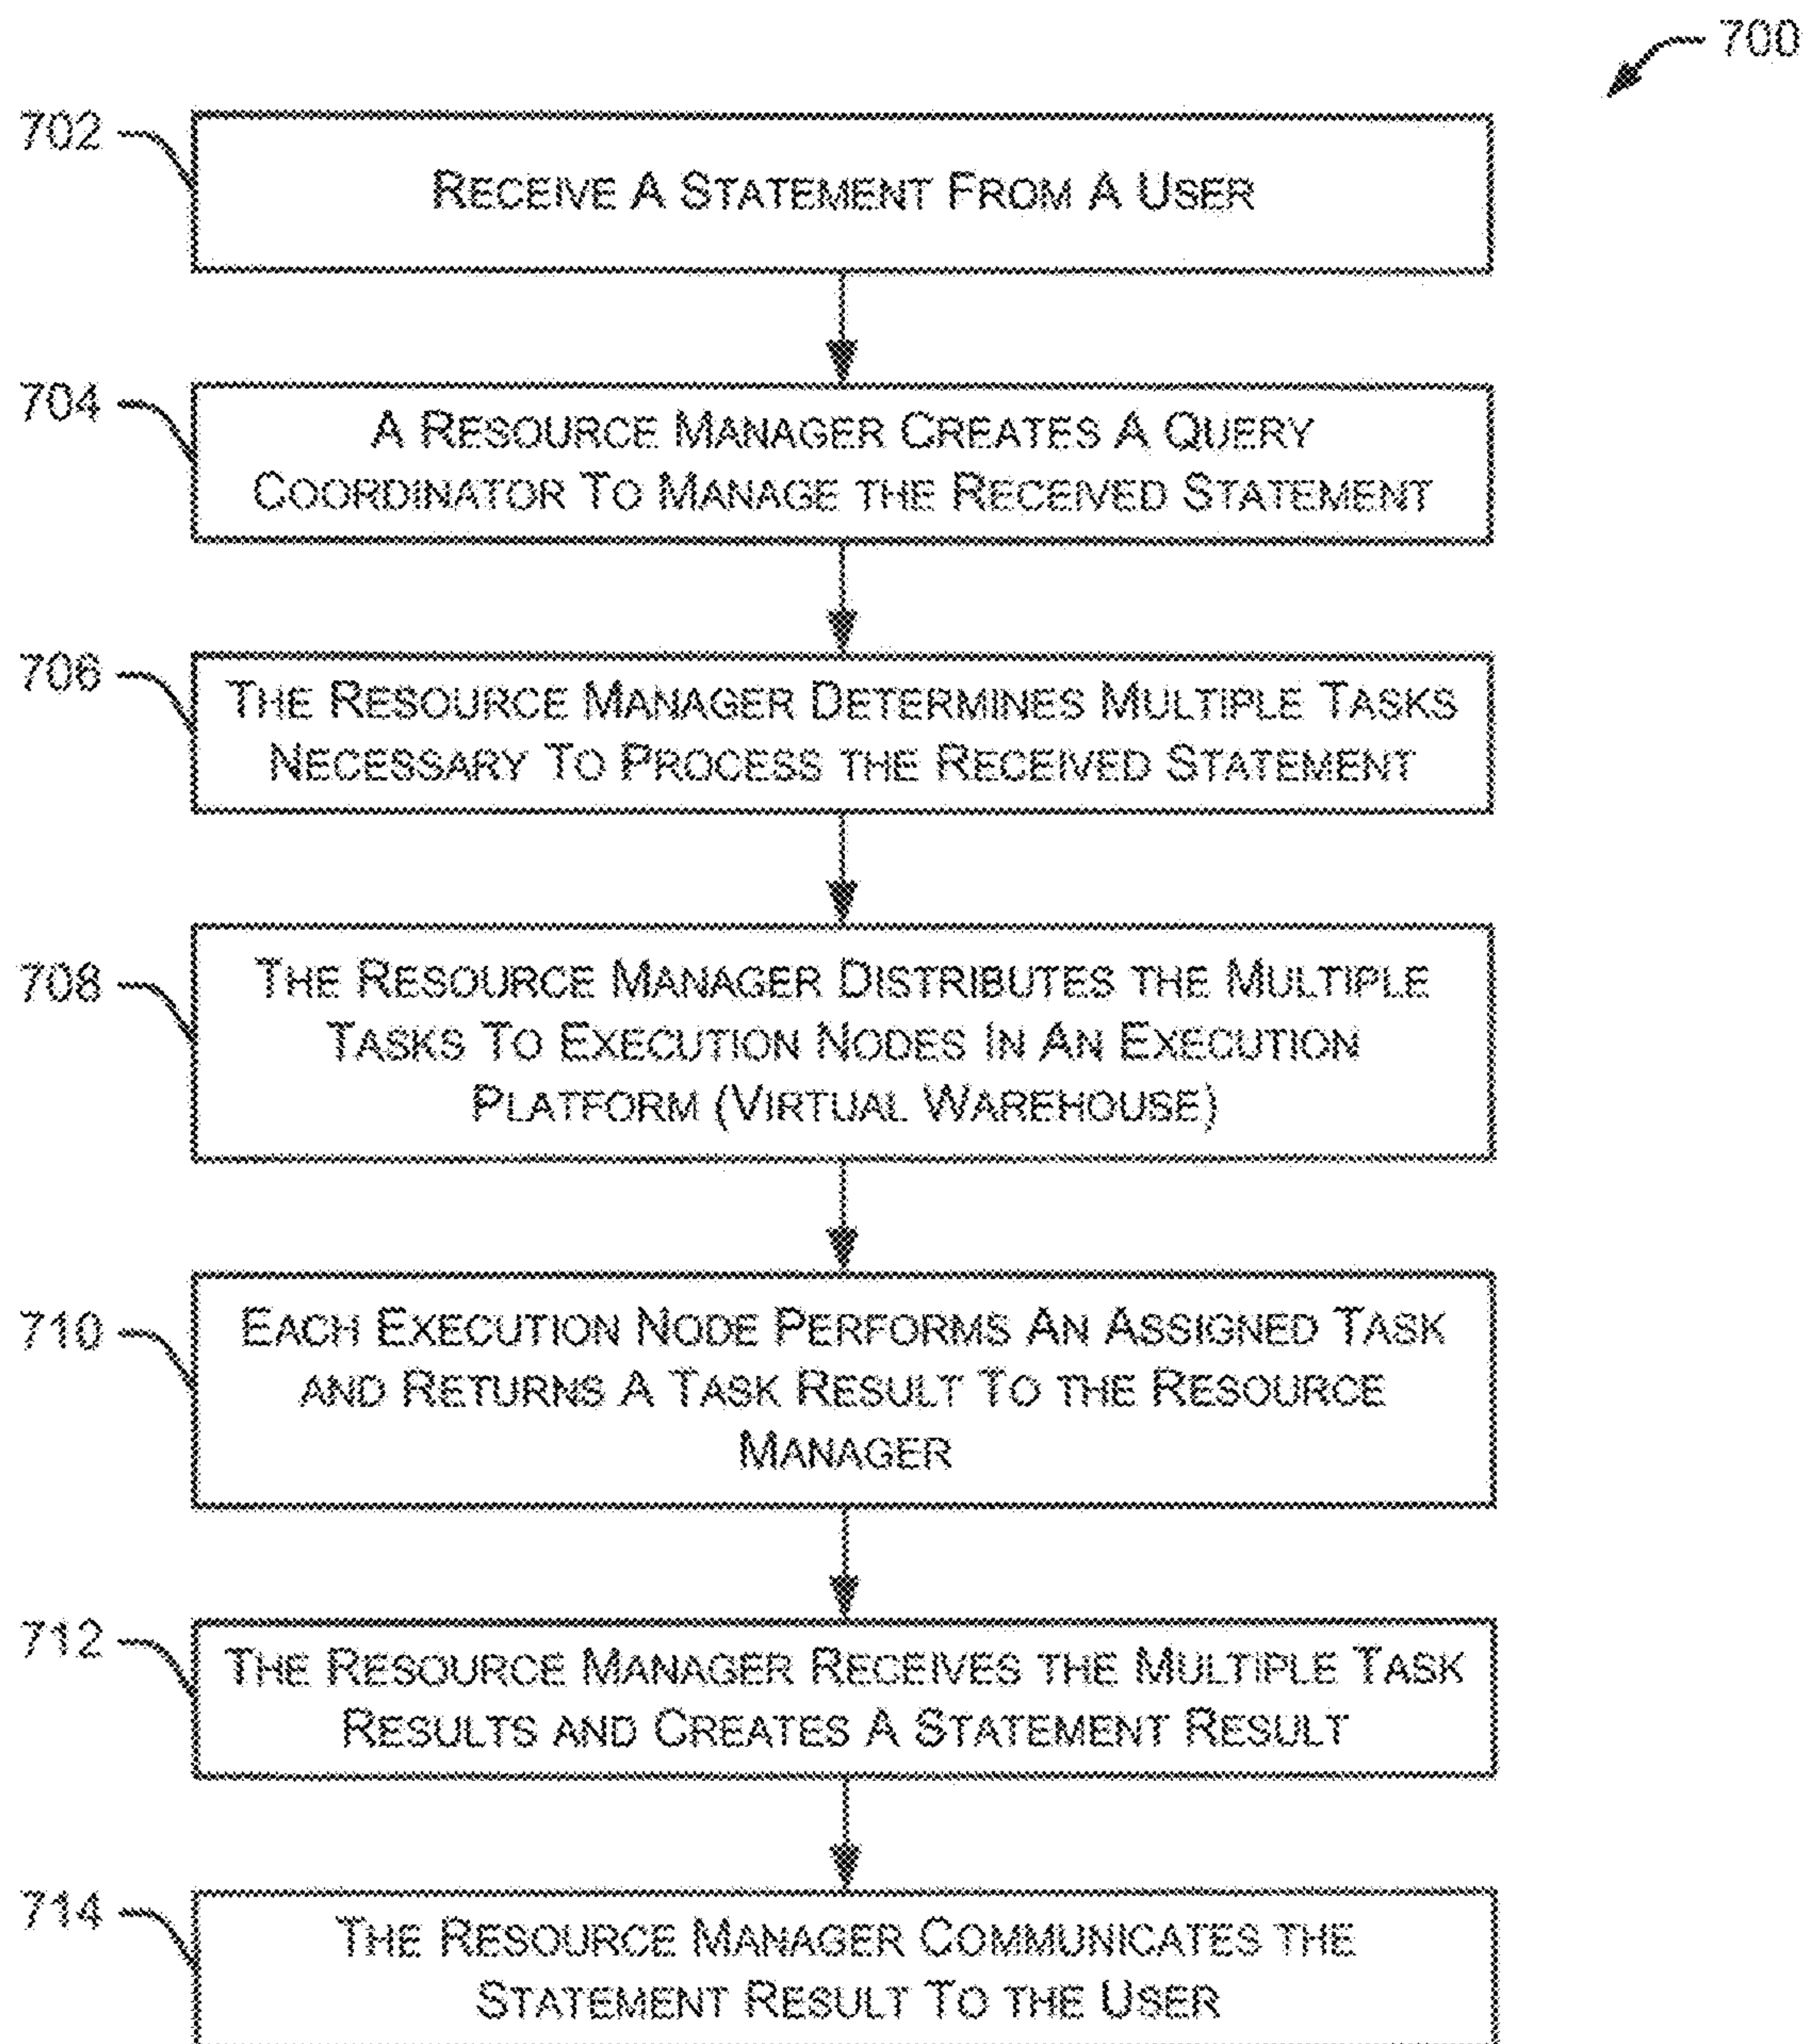 700
702
RECEIVE A STATEMENT FROM A USER
704
A RESOURCE MANAGER CREATES A QUERY
COORDINATOR TO MANAGE THE RECEIVED STATEMENT
706
THE RESOURCE MANAGER DETERMINES MULTIPLE TASKS
NECESSARY TO PROCESS THE RECEIVED STATEMENT
708
THE RESOURCE MANAGER DISTRIBUTES THE MULTIPLE
TASKS TO EXECUTION NODES IN AN EXECUTION
PLATFORM (VIRTUAL WAREHOUSE)
710
EACH EXECUTION NODE PERFORMS AN ASSIGNED TASK
AND RETURNS A TASK RESULT TO THE RESOURCE
MANAGER
712
THE RESOURCE MANAGER RECEIVES THE MULTIPLE TASK
RESULTS AND CREATES A STATEMENT RESULT
714
THE RESOURCE MANAGER COMMUNICATES THE
STATEMENT RESULT TO THE USER